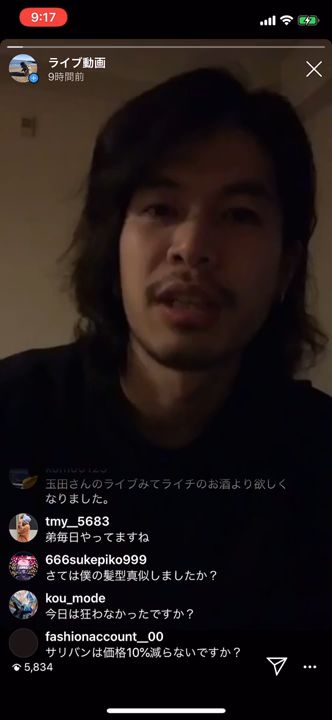 9:17
ライブ動画
9時間前
玉田さんのライブみてライチのお酒より欲しく
なりました。
tmy__5683
弟毎日やってますね
666sukepiko999
さては僕の髪型真似しましたか？
kou_mode
今日は狂わなかったですか？
fashionaccount__00
サリバンは価格10%減らないですか？
5,834